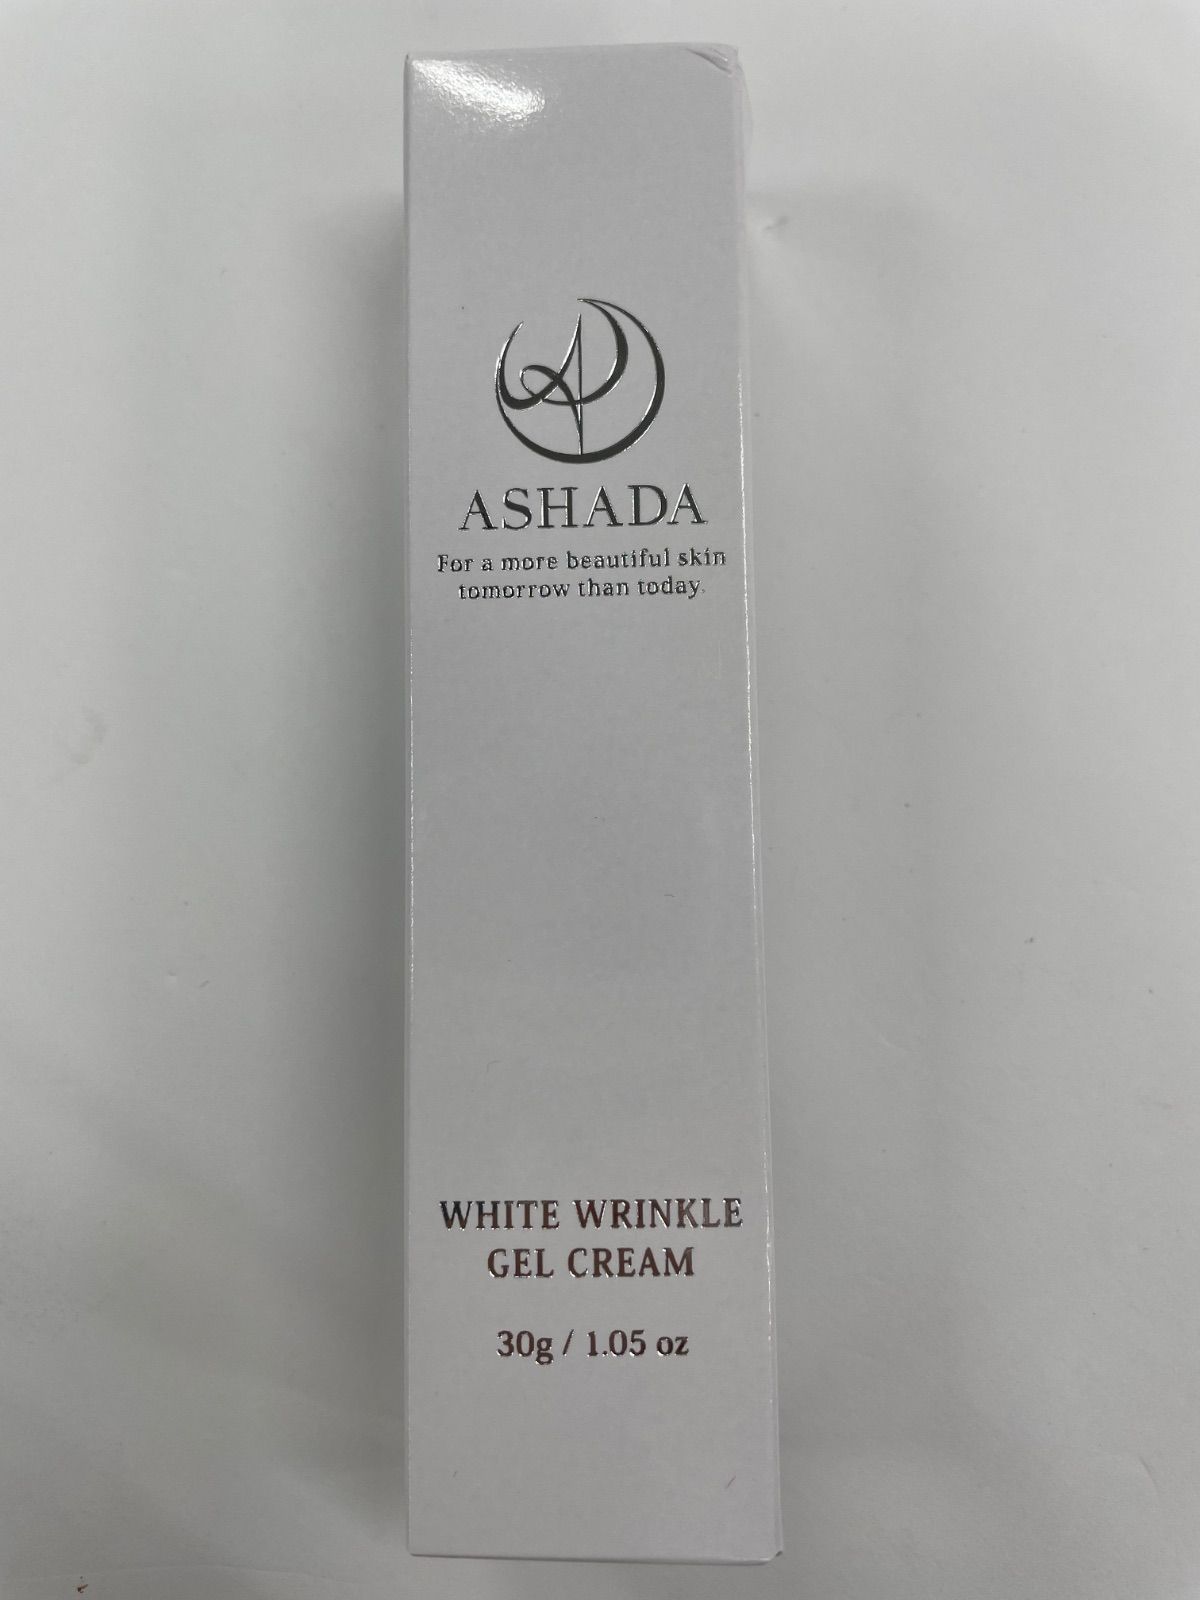 ASHADA
For a more beautiful skin
tomorrow than today.
WHITE WRINKLE
GEL CREAM
30g / 1.05 oz